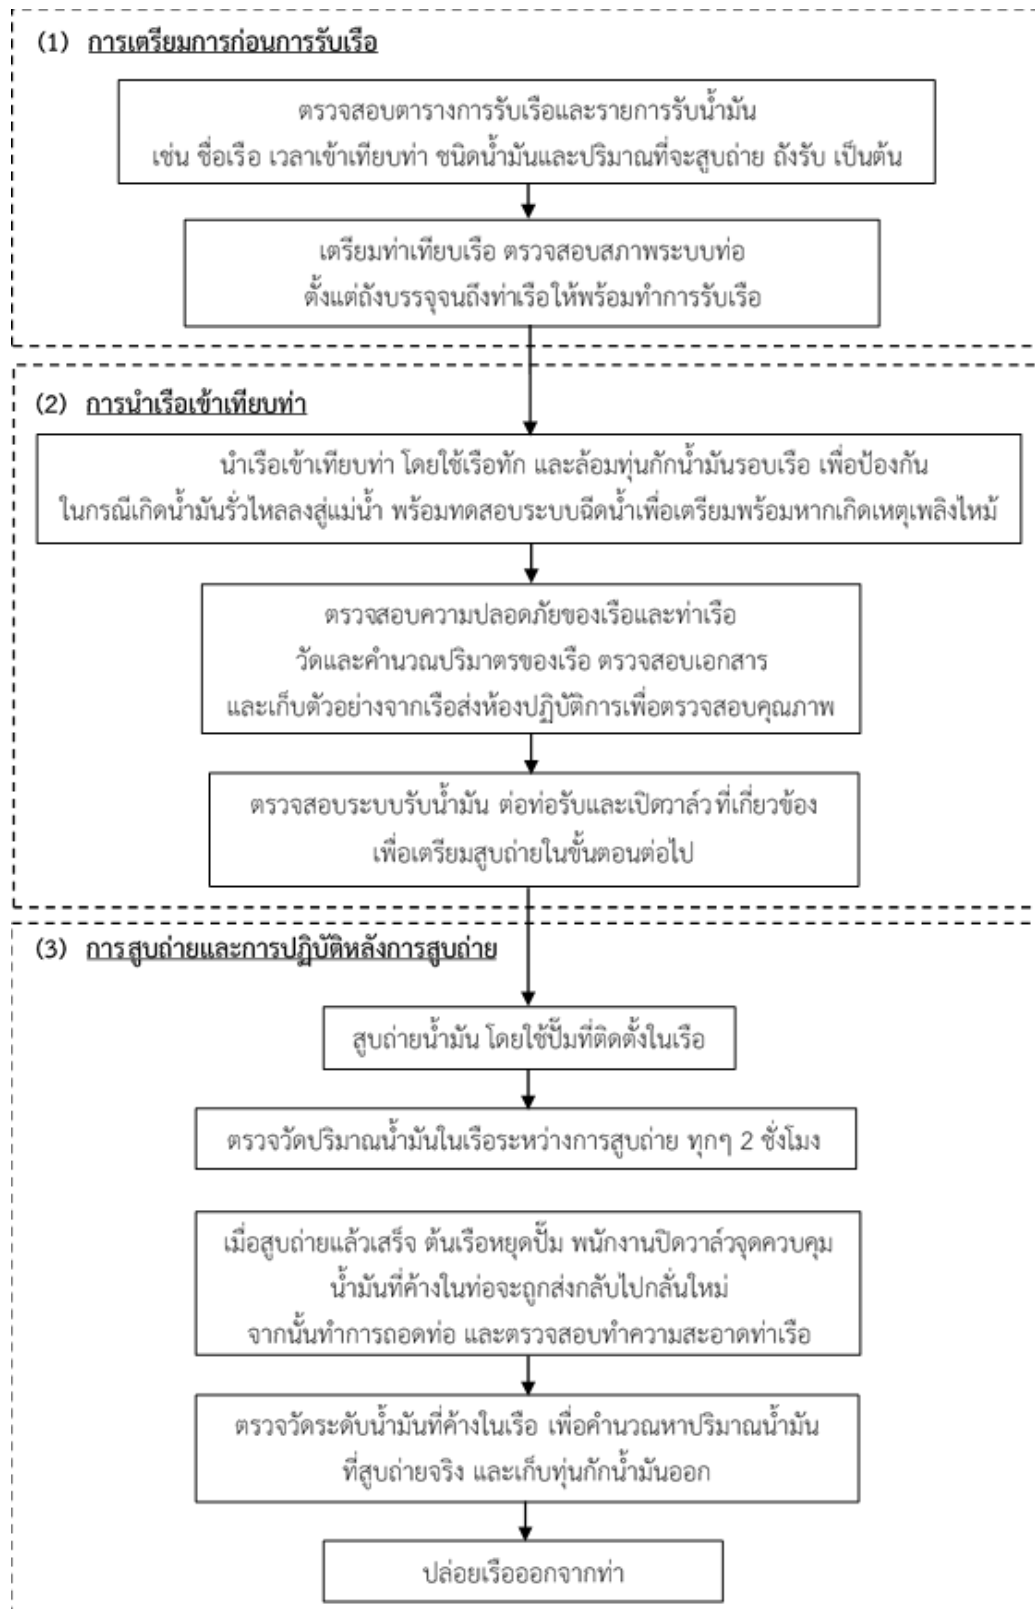 (1) การเตรียมการก่อนการรับเรือ
ตรวจสอบตารางการรับเรือและรายการรับน้ำมัน
เช่น ชื่อเรือ เวลาเข้าเทียบท่า ชนิดน้ำมันและปริมาณที่จะสูบถ่าย ถังรับ เป็นต้น
เตรียมท่าเทียบเรือ ตรวจสอบสภาพระบบท่อ
ตั้งแต่ถังบรรจุจนถึงท่าเรือให้พร้อมทำการรับเรือ
(2) การนำเรือเข้าเทียบท่า
นำเรือเข้าเทียบท่า โดยใช้เรือทัก และล้อมทุ่นกักน้ำมันรอบเรือ เพื่อป้องกัน
ในกรณีเกิดน้ำมันรั่วไหลลงสู่แม่น้ำ พร้อมทดสอบระบบฉีดน้ำเพื่อเตรียมพร้อมหากเกิดเหตุเพลิงไหม้
ตรวจสอบความปลอดภัยของเรือและท่าเรือ
วัดและคำนวณปริมาตรของเรือ ตรวจสอบเอกสาร
และเก็บตัวอย่างจากเรือส่งห้องปฏิบัติการเพื่อตรวจสอบคุณภาพ
ตรวจสอบระบบรับน้ำมัน ต่อท่อรับและเปิดวาล์วที่เกี่ยวข้อง
เพื่อเตรียมสูบถ่ายในขั้นตอนต่อไป
(3) การสูบถ่ายและการปฏิบัติหลังการสูบถ่าย
สูบถ่ายน้ำมัน โดยใช้ปั๊มที่ติดตั้งในเรือ
ตรวจวัดปริมาณน้ำมันในเรือระหว่างการสูบถ่าย ทุกๆ 2 ชั่งโมง
เมื่อสูบถ่ายแล้วเสร็จ ต้นเรือหยุดปั๊ม พนักงานปิดวาล์วจุดควบคุม
น้ำมันที่ค้างในท่อจะถูกส่งกลับไปกลั่นใหม่
จากนั้นทำการถอดท่อ และตรวจสอบทำความสะอาดท่าเรือ
ตรวจวัดระดับน้ำมันที่ค้างในเรือ เพื่อคำนวณหาปริมาณน้ำมัน
ที่สูบถ่ายจริง และเก็บทุ่นกักน้ำมันออก
ปล่อยเรือออกจากท่า